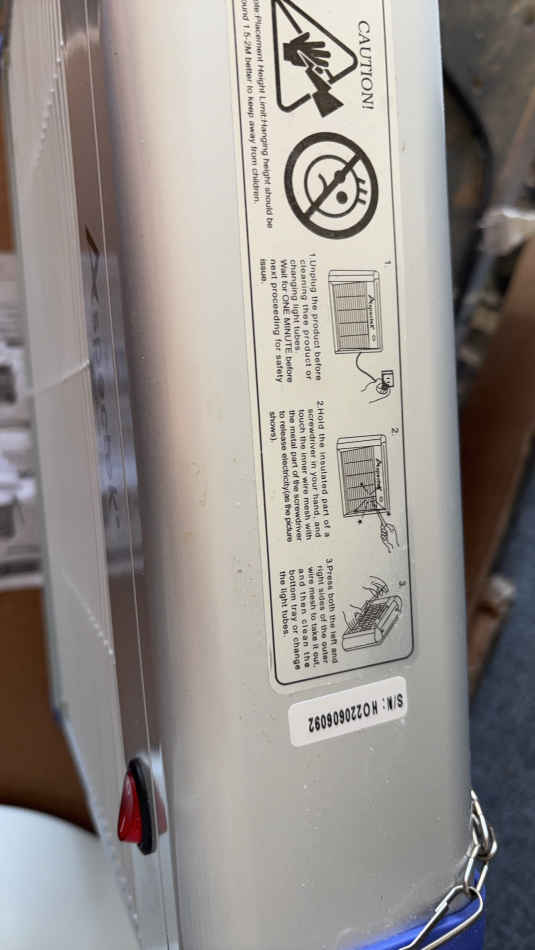 CAUTION!
Placement Height Limit:Hanging height should be
ound 1.5-2M better to keep away from children.
1.
1.Unplug the product before
cleaning thee product or
changing light tubes.
Wait for ONE MINUTE before
next proceeding for safety
issue.
2.
2.Hold the insulated part of a
screwdriver in your hand, and
touch the inner wire mesh with
the metal part of the screwdriver
to release electricity(as the picture
shows).
3.
3.Press both the left and
right sides of the outer
wire mesh to take it out,
and then clean the
bottom tray or change
the light tubes.
S/N: HO220606092